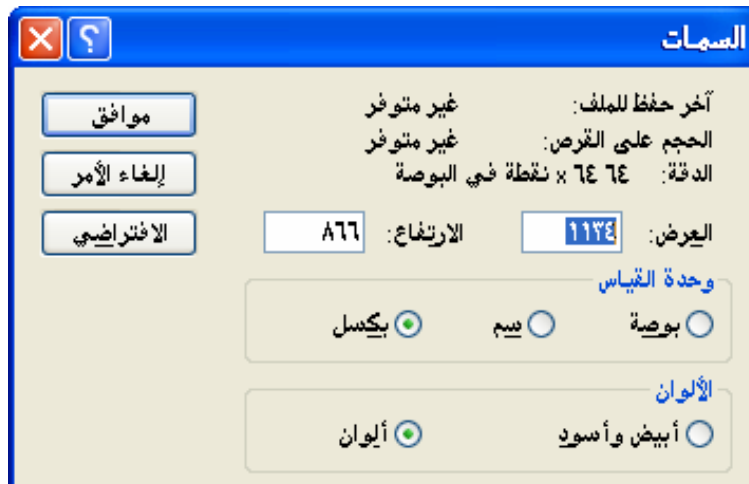 السمات
آخر حفظ للملف: غير متوفر
موافق
الحجم على القرص: غير متوفر
الدقة: ٦٤ x ٦٤ نقطة في البوصة
إلغاء الأمر
العرض: ١١٣٤ الارتفاع: ٨٦٦
الافتراضي
وحدة القياس
بوصة سم بكسل
الألوان
أبيض وأسود ألوان